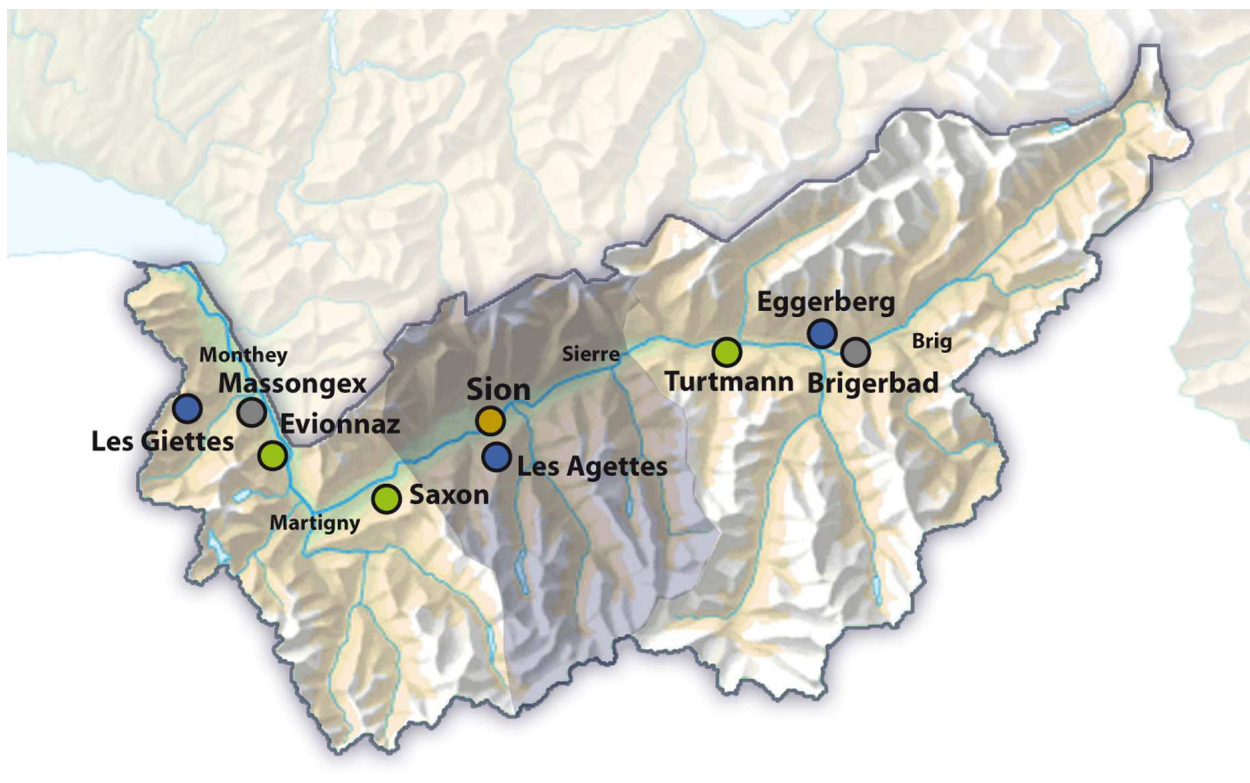 Eggerberg
Brig
Monthey
Sierre
Massongex
Sion
Turtmann
Brigerbad
Evionnaz
Les Giettes
Les Agettes
Saxon
Martigny